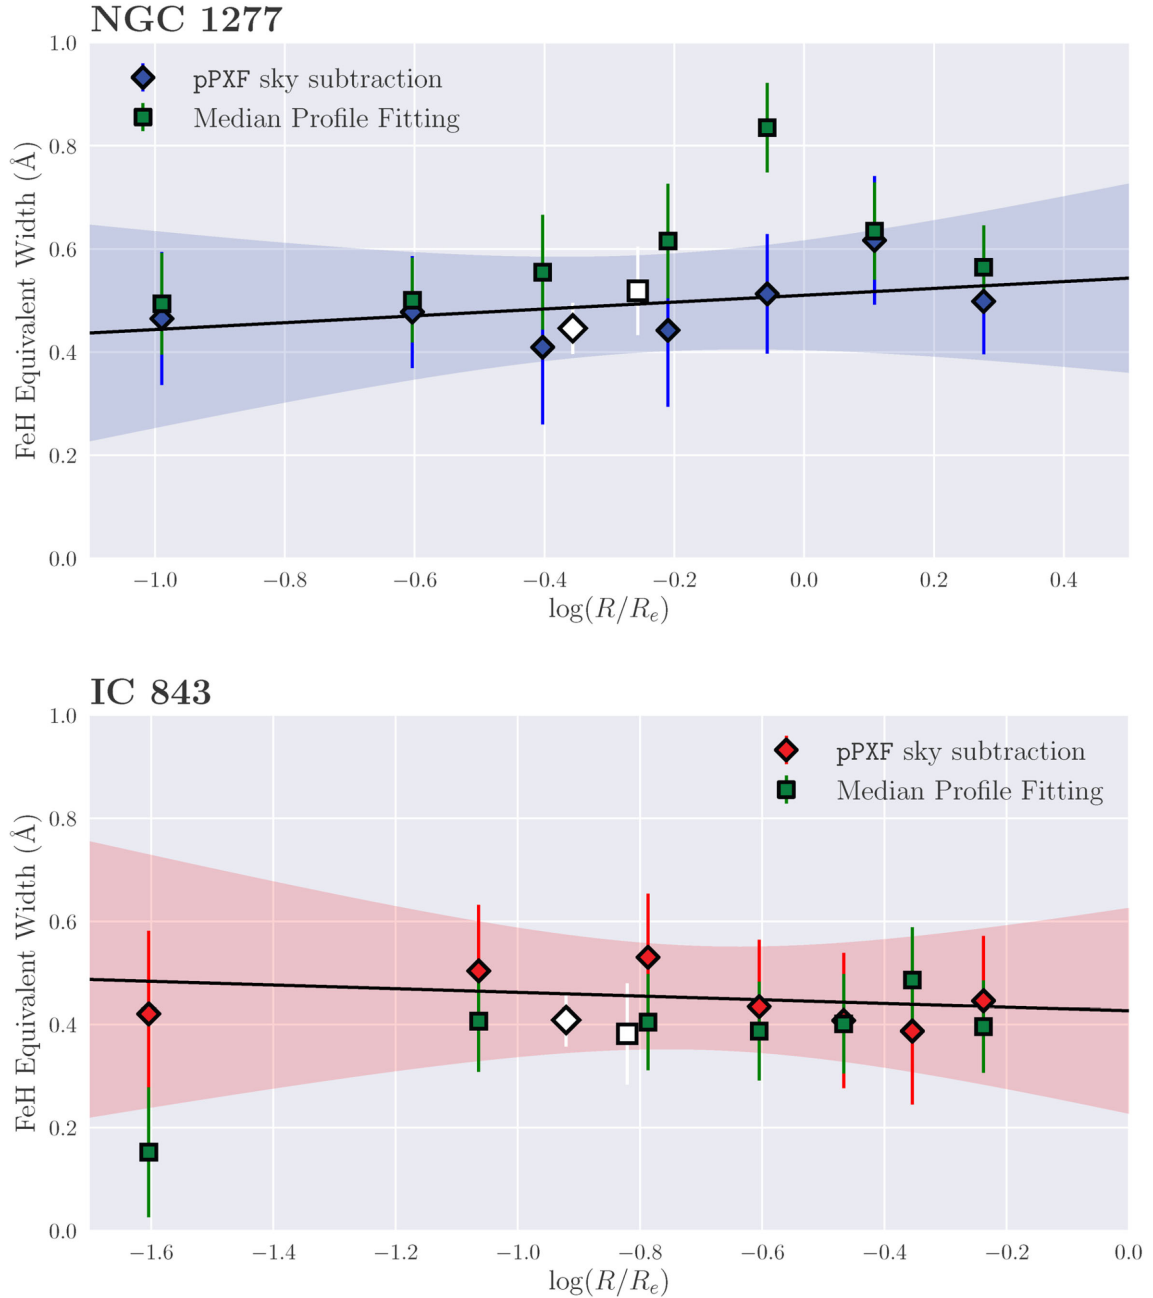 NGC 1277
1.0
0.8
0.6
0.4
0.2
0.0
FeH Equivalent Width (Å)
pPXF sky subtraction
Median Profile Fitting
−1.0 −0.8 −0.6 −0.4 −0.2 0.0 0.2 0.4
log(R/Re)
IC 843
1.0
0.8
0.6
0.4
0.2
0.0
FeH Equivalent Width (Å)
pPXF sky subtraction
Median Profile Fitting
−1.6 −1.4 −1.2 −1.0 −0.8 −0.6 −0.4 −0.2 0.0
log(R/Re)